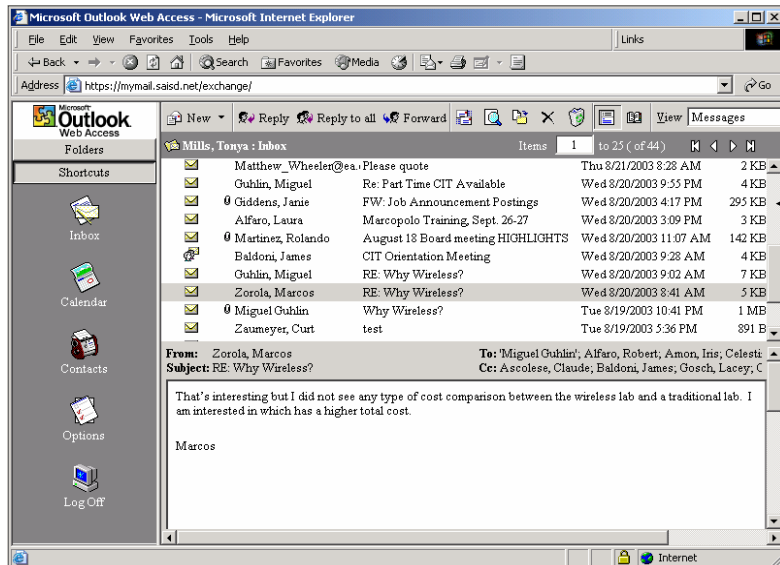 Microsoft Outlook Web Access - Microsoft Internet Explorer
File Edit View Favorites Tools Help Links
Back Search Favorites Media
Address https://mymail.saisd.net/exchange/ Go
Microsoft Outlook Web Access
New Reply Reply to all Forward View Messages
Folders
Shortcuts
Inbox
Calendar
Contacts
Options
Log Off
Mills, Tonya : Inbox Items 1 to 25 ( of 44 )
Matthew_Wheeler@ea. Please quote Thu 8/21/2003 8:28 AM 2 KB
Guhlin, Miguel Re: Part Time CIT Available Wed 8/20/2003 9:55 PM 4 KB
Giddens, Janie FW: Job Announcement Postings Wed 8/20/2003 4:17 PM 295 KB
Alfaro, Laura Marcopolo Training, Sept. 26-27 Wed 8/20/2003 3:09 PM 3 KB
Martinez, Rolando August 18 Board meeting HIGHLIGHTS Wed 8/20/2003 11:07 AM 142 KB
Baldoni, James CIT Orientation Meeting Wed 8/20/2003 9:28 AM 4 KB
Guhlin, Miguel RE: Why Wireless? Wed 8/20/2003 9:02 AM 7 KB
Zorola, Marcos RE: Why Wireless? Wed 8/20/2003 8:41 AM 5 KB
Miguel Guhlin Why Wireless? Tue 8/19/2003 10:41 PM 1 MB
Zaumeyer, Curt test Tue 8/19/2003 5:36 PM 891 B
From: Zorola, Marcos To: 'Miguel Guhlin'; Alfaro, Robert; Amon, Iris; Celesti
Subject: RE: Why Wireless? Cc: Ascolese, Claude; Baldoni, James; Gosch, Lacey; C
That's interesting but I did not see any type of cost comparison between the wireless lab and a traditional lab. I
am interested in which has a higher total cost.
Marcos
Internet